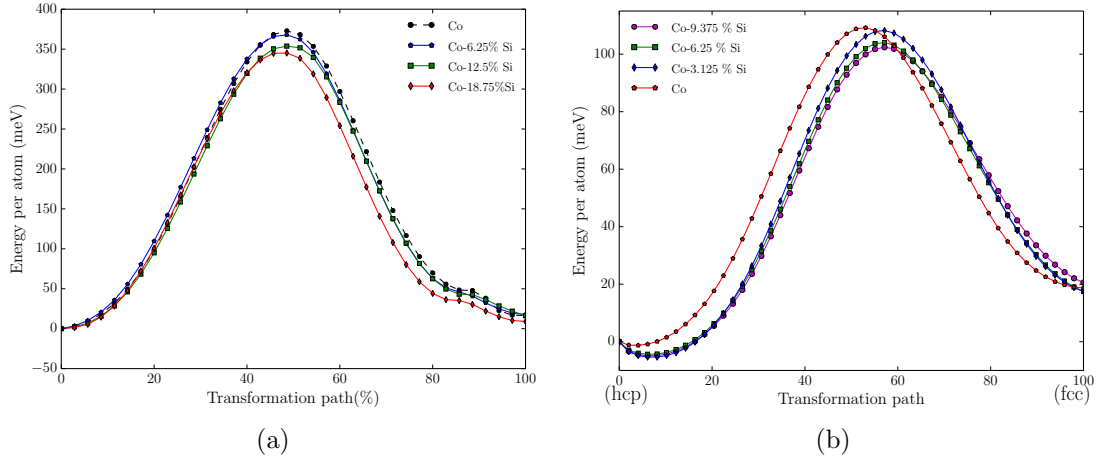 400
350
300
250
200
150
100
50
0
−50
Energy per atom (meV)
Co
Co-6.25% Si
Co-12.5% Si
Co-18.75%Si
0 20 40 60 80 100
Transformation path(%)
(a)
100
80
60
40
20
0
Energy per atom (meV)
Co-9.375 % Si
Co-6.25 % Si
Co-3.125 % Si
Co
0 20 40 60 80 100
(hcp) Transformation path (fcc)
(b)